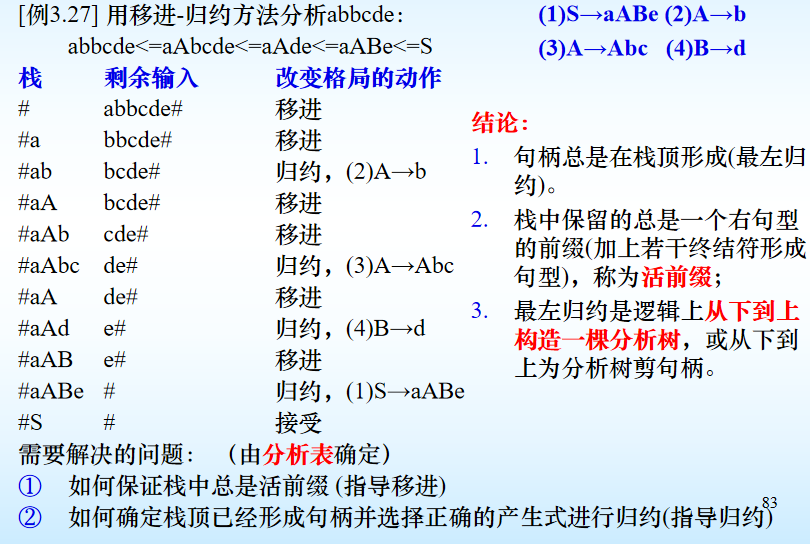 [例3.27] 用移进-归约方法分析abbcde：
abbcde<=aAbcde<=aAde<=aABe<=S
(1)S→aABe (2)A→b
(3)A→Abc (4)B→d
栈 剩余输入 改变格局的动作
# abbcde# 移进
#a bbcde# 移进
#ab bcde# 归约，(2)A→b
#aA bcde# 移进
#aAb cde# 移进
#aAbc de# 归约，(3)A→Abc
#aA de# 移进
#aAd e# 归约，(4)B→d
#aAB e# 移进
#aABe # 归约，(1)S→aABe
#S # 接受
结论：
1. 句柄总是在栈顶形成(最左归
约)。
2. 栈中保留的总是一个右句型
的前缀(加上若干终结符形成
句型)，称为活前缀；
3. 最左归约是逻辑上从下到上
构造一棵分析树，或从下到
上为分析树剪句柄。
需要解决的问题：（由分析表确定）
① 如何保证栈中总是活前缀 (指导移进)
② 如何确定栈顶已经形成句柄并选择正确的产生式进行归约(指导归约)
83